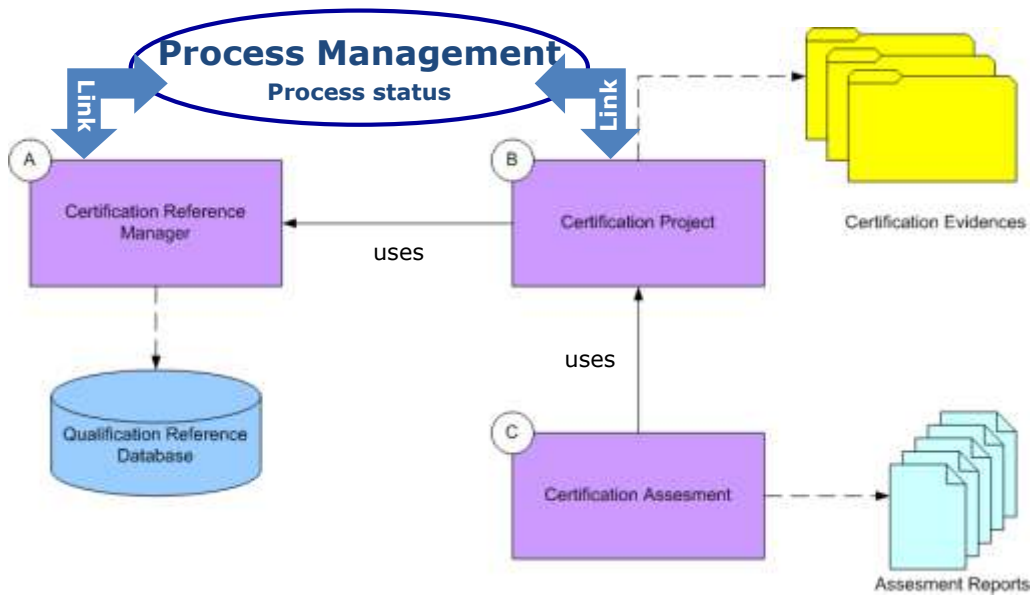 Process Management
Process status
Link
Link
A
B
Certification Reference
Manager
Certification Project
Certification Evidences
uses
uses
Qualification Reference
Database
C
Certification Assesment
Assesment Reports